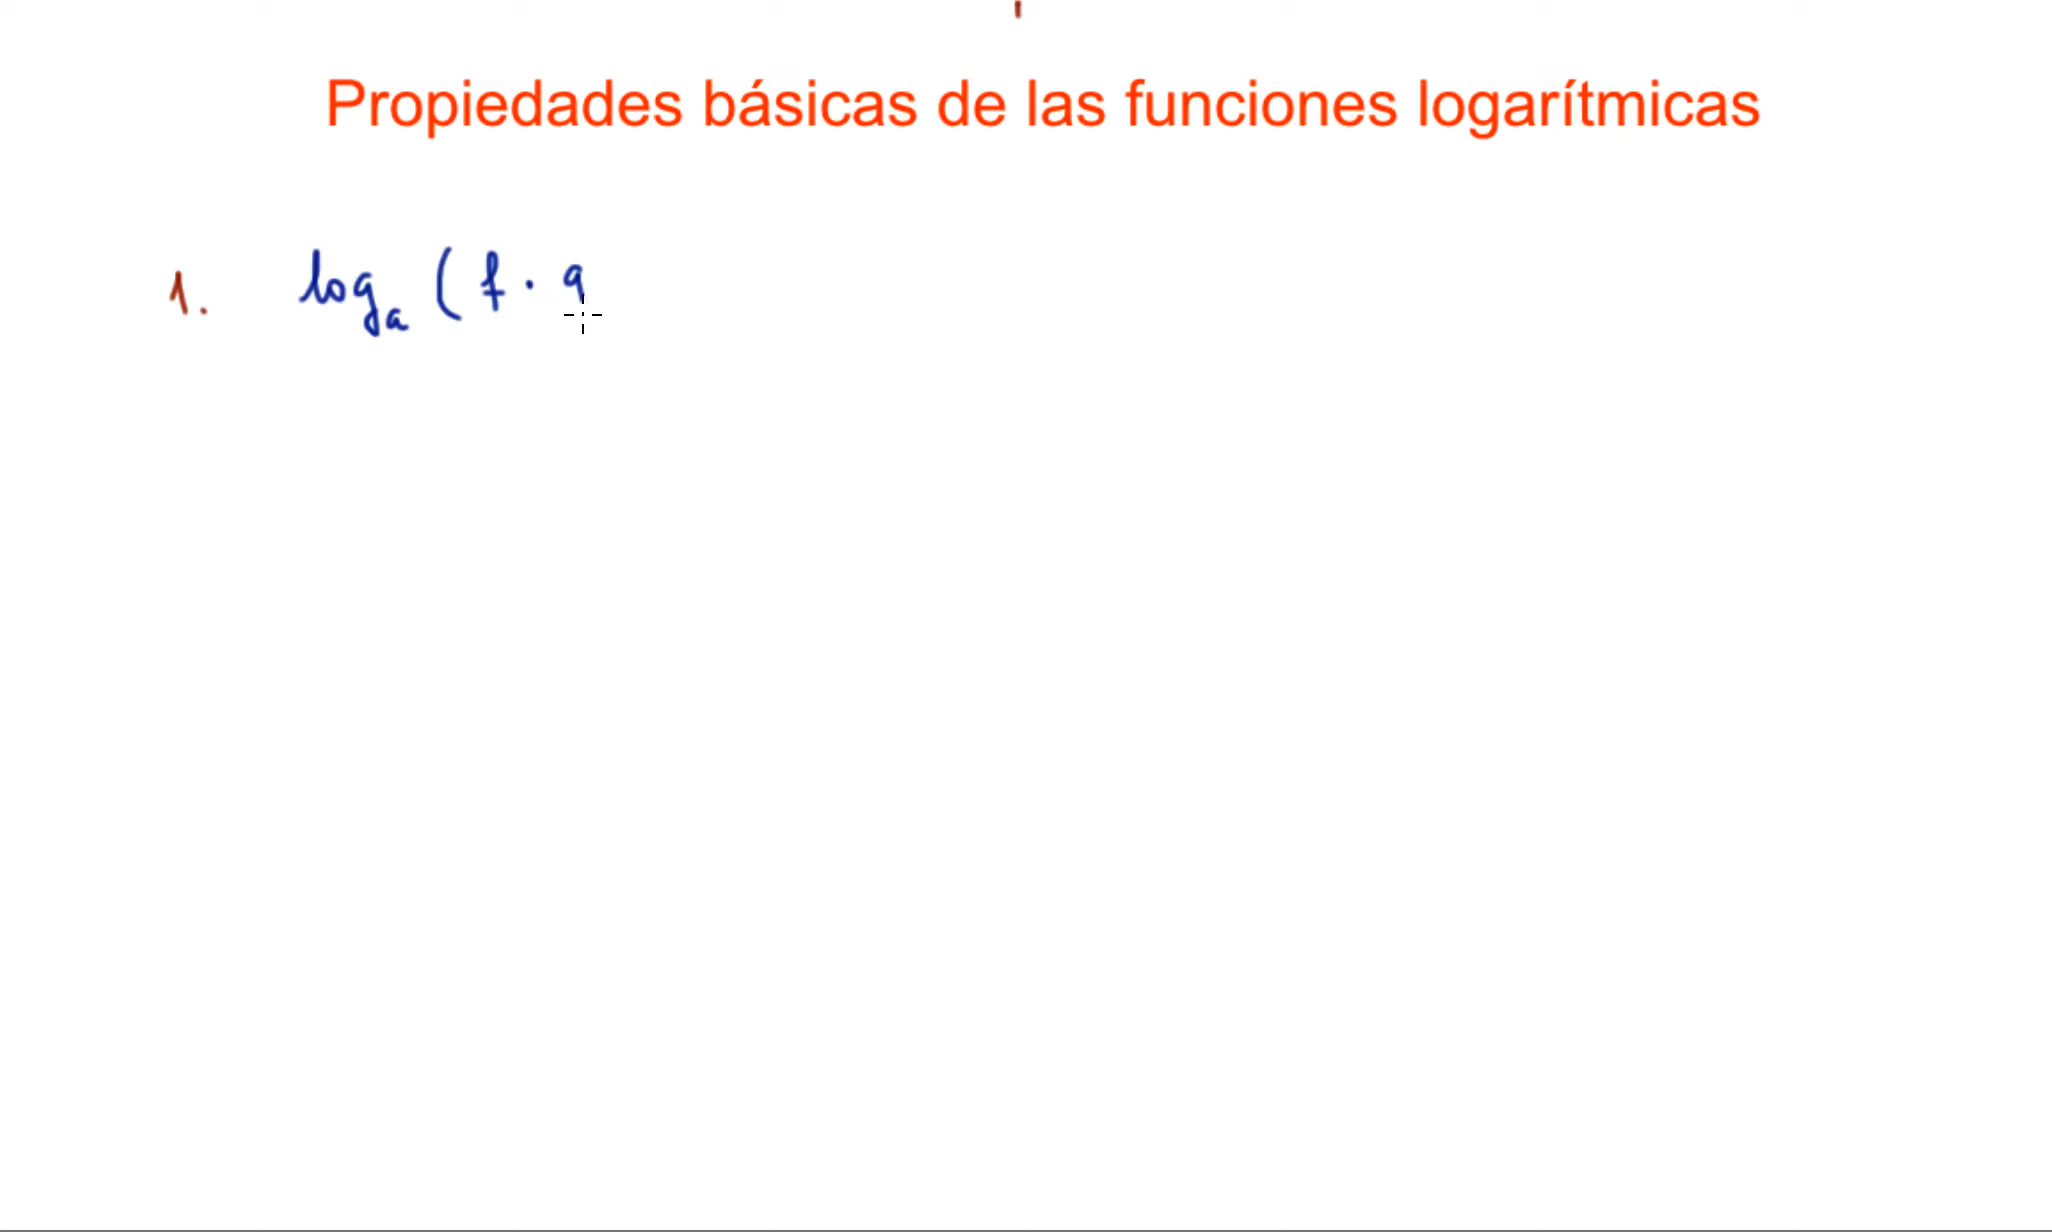 Propiedades básicas de las funciones logarítmicas
1. logₐ (f · g